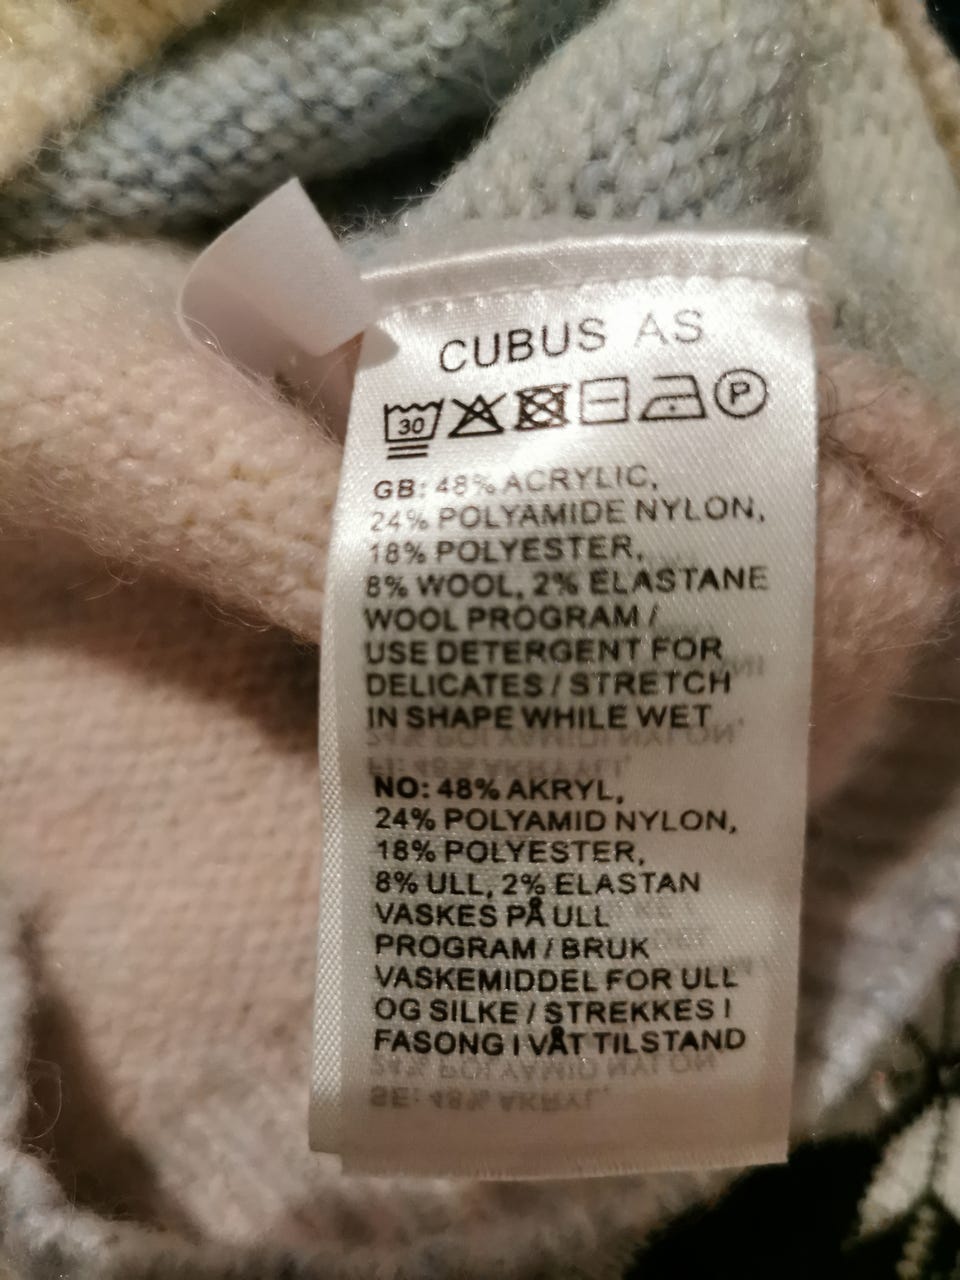 CUBUS AS
30 P
GB: 48% ACRYLIC,
24% POLYAMIDE NYLON,
18% POLYESTER,
8% WOOL, 2% ELASTANE
WOOL PROGRAM /
USE DETERGENT FOR
DELICATES / STRETCH
IN SHAPE WHILE WET
NO: 48% AKRYL,
24% POLYAMID NYLON,
18% POLYESTER,
8% ULL, 2% ELASTAN
VASKES PÅ ULL
PROGRAM / BRUK
VASKEMIDDEL FOR ULL
OG SILKE / STREKKES I
FASONG I VÅT TILSTAND